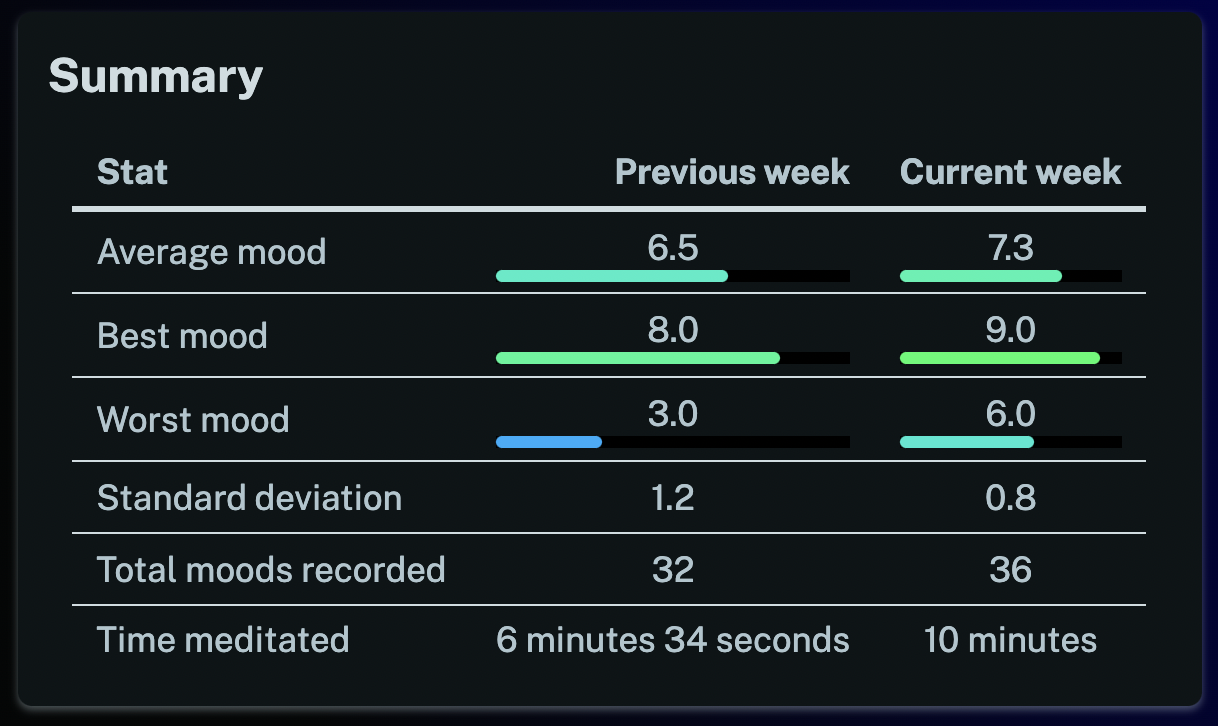 Summary
Stat Previous week Current week
Average mood 6.5 7.3
Best mood 8.0 9.0
Worst mood 3.0 6.0
Standard deviation 1.2 0.8
Total moods recorded 32 36
Time meditated 6 minutes 34 seconds 10 minutes